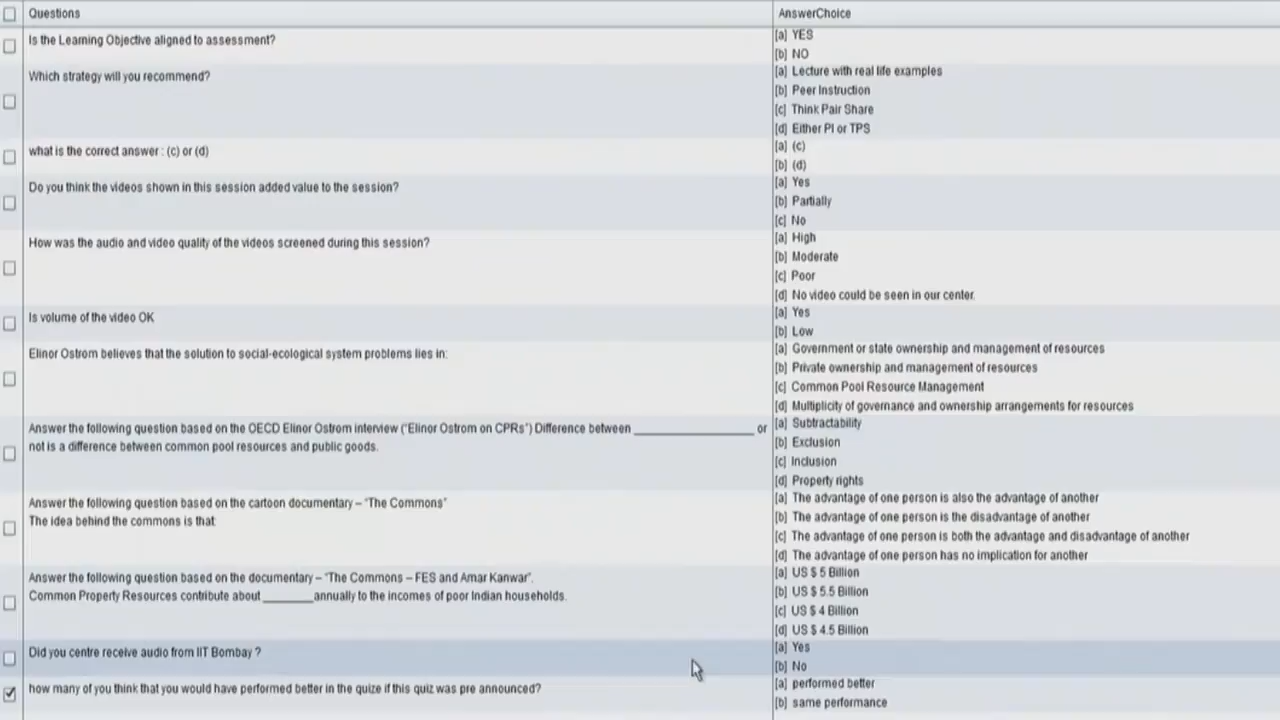 Questions AnswerChoice
Is the Learning Objective aligned to assessment? [a] YES
[b] NO
Which strategy will you recommend? [a] Lecture with real life examples
[b] Peer Instruction
[c] Think Pair Share
[d] Either PI or TPS
what is the correct answer : (c) or (d) [a] (c)
[b] (d)
Do you think the videos shown in this session added value to the session? [a] Yes
[b] Partially
[c] No
How was the audio and video quality of the videos screened during this session? [a] High
[b] Moderate
[c] Poor
[d] No video could be seen in our center.
Is volume of the video OK [a] Yes
[b] Low
Elinor Ostrom believes that the solution to social-ecological system problems lies in: [a] Government or state ownership and management of resources
[b] Private ownership and management of resources
[c] Common Pool Resource Management
[d] Multiplicity of governance and ownership arrangements for resources
Answer the following question based on the OECD Elinor Ostrom interview ("Elinor Ostrom on CPRs") Difference between ____________________ or [a] Subtractability
not is a difference between common pool resources and public goods. [b] Exclusion
[c] Inclusion
[d] Property rights
Answer the following question based on the cartoon documentary – "The Commons" [a] The advantage of one person is also the advantage of another
The idea behind the commons is that: [b] The advantage of one person is the disadvantage of another
[c] The advantage of one person is both the advantage and disadvantage of another
[d] The advantage of one person has no implication for another
Answer the following question based on the documentary – "The Commons – FES and Amar Kanwar". [a] US $ 5 Billion
Common Property Resources contribute about ________ annually to the incomes of poor Indian households. [b] US $ 5.5 Billion
[c] US $ 4 Billion
[d] US $ 4.5 Billion
Did you centre receive audio from IIT Bombay ? [a] Yes
[b] No
how many of you think that you would have performed better in the quize if this quiz was pre announced? [a] performed better
[b] same performance